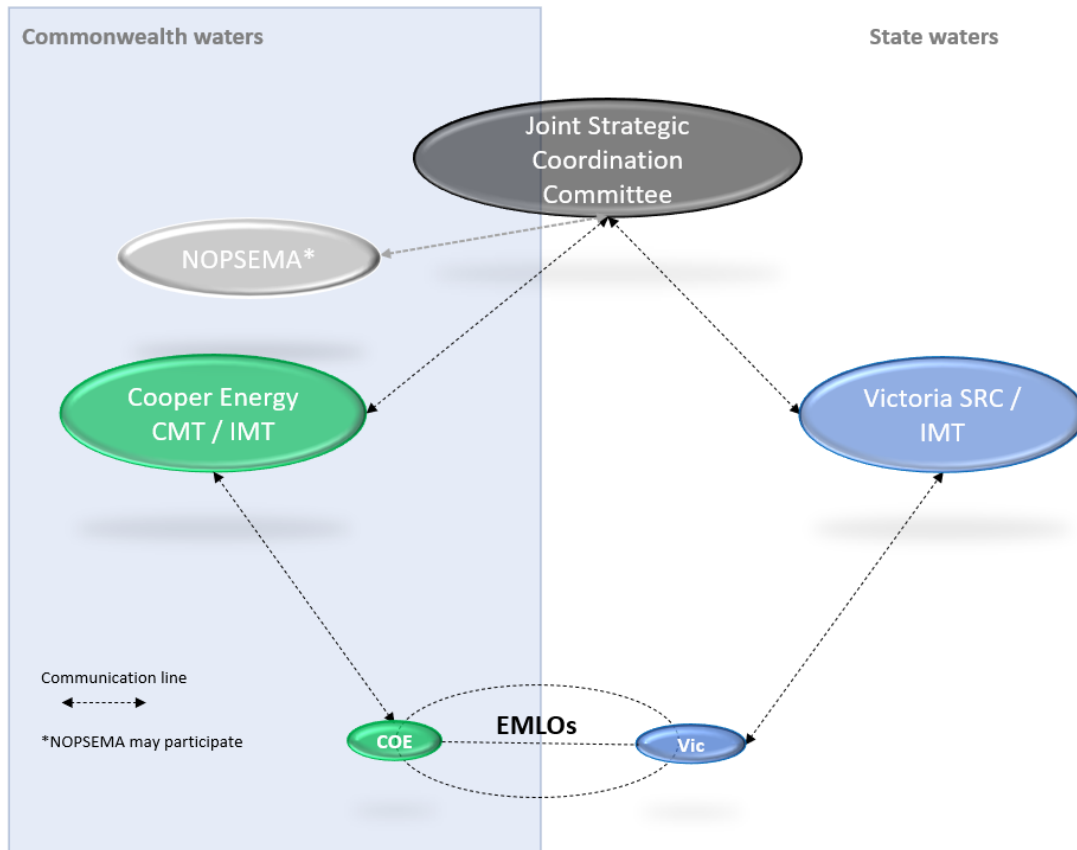 Commonwealth waters
State waters
Joint Strategic
Coordination
Committee
NOPSEMA*
Cooper Energy
CMT / IMT
Victoria SRC /
IMT
Communication line
*NOPSEMA may participate
EMLOs
COE
Vic